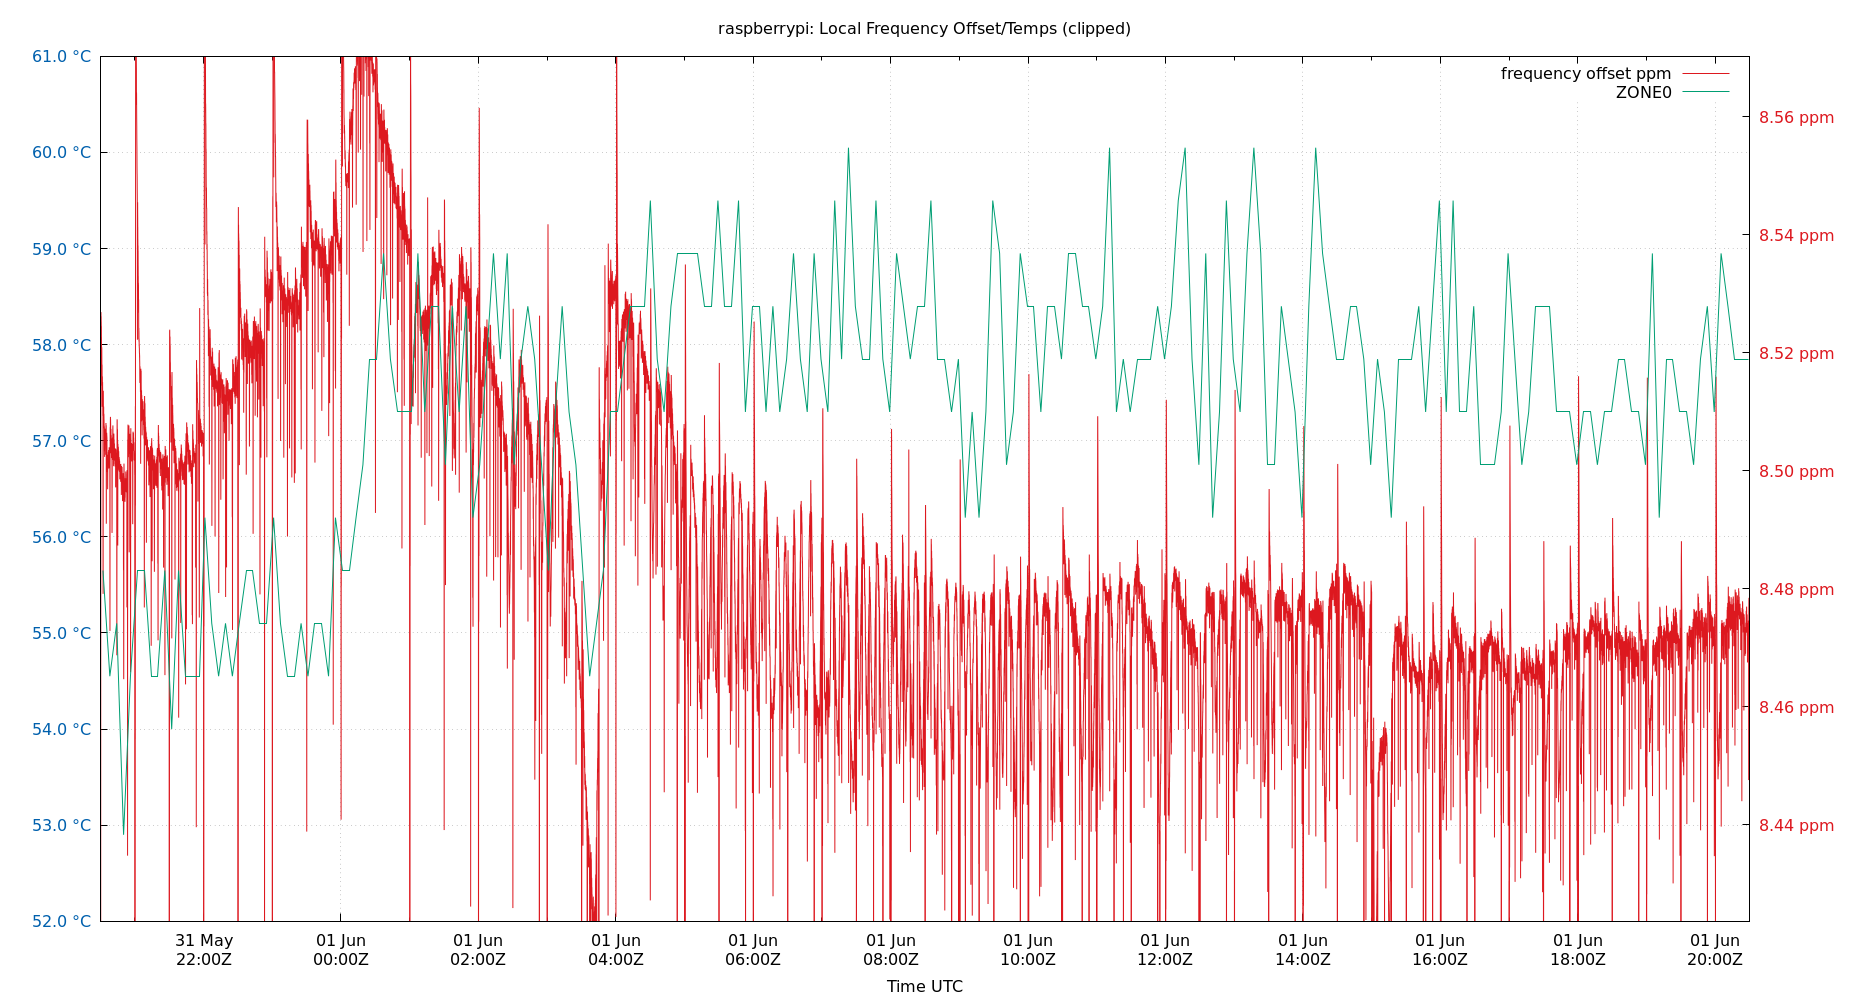 raspberrypi: Local Frequency Offset/Temps (clipped)
61.0 °C
60.0 °C
59.0 °C
58.0 °C
57.0 °C
56.0 °C
55.0 °C
54.0 °C
53.0 °C
52.0 °C
frequency offset ppm
ZONE0
8.56 ppm
8.54 ppm
8.52 ppm
8.50 ppm
8.48 ppm
8.46 ppm
8.44 ppm
31 May 01 Jun 01 Jun 01 Jun 01 Jun 01 Jun 01 Jun 01 Jun 01 Jun 01 Jun 01 Jun 01 Jun
22:00Z 00:00Z 02:00Z 04:00Z 06:00Z 08:00Z 10:00Z 12:00Z 14:00Z 16:00Z 18:00Z 20:00Z
Time UTC